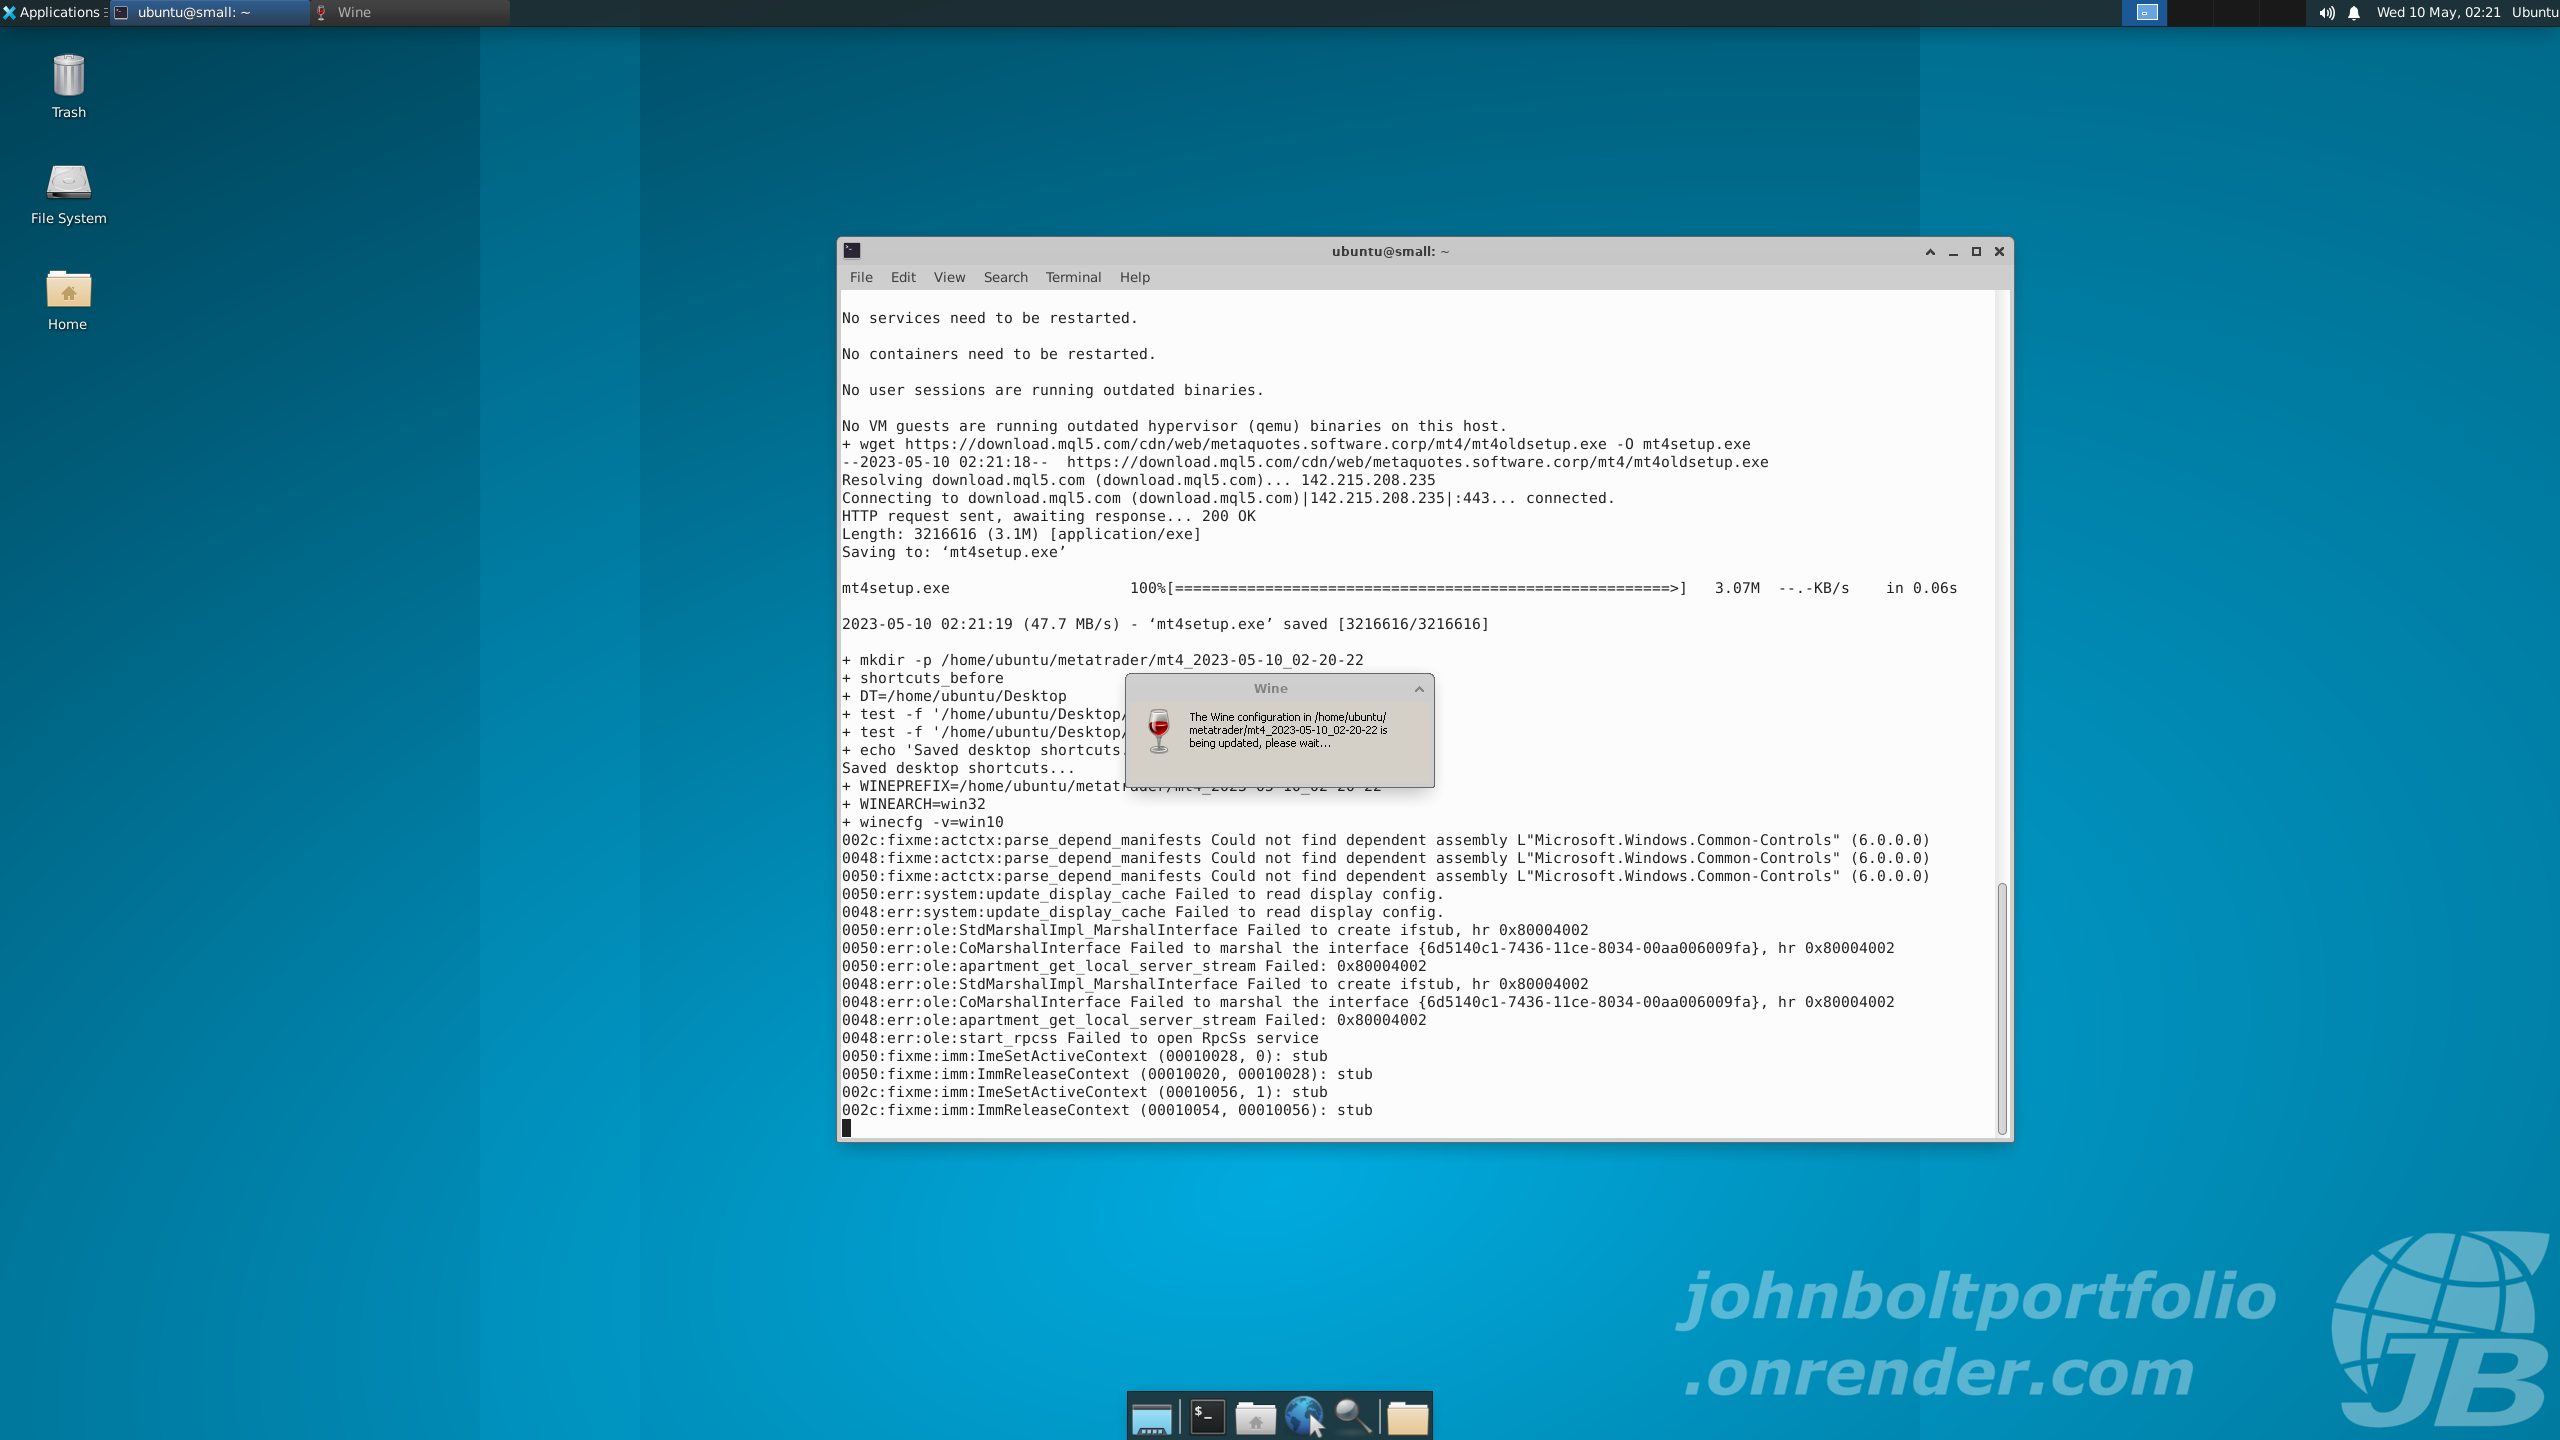 Applications
ubuntu@small: ~
Wine
Wed 10 May, 02:21
Ubuntu
Trash
File System
Home
ubuntu@small: ~
File Edit View Search Terminal Help
No services need to be restarted.
No containers need to be restarted.
No user sessions are running outdated binaries.
No VM guests are running outdated hypervisor (qemu) binaries on this host.
+ wget https://download.mql5.com/cdn/web/metaquotes.software.corp/mt4/mt4oldsetup.exe -O mt4setup.exe
--2023-05-10 02:21:18--  https://download.mql5.com/cdn/web/metaquotes.software.corp/mt4/mt4oldsetup.exe
Resolving download.mql5.com (download.mql5.com)... 142.215.208.235
Connecting to download.mql5.com (download.mql5.com)|142.215.208.235|:443... connected.
HTTP request sent, awaiting response... 200 OK
Length: 3216616 (3.1M) [application/exe]
Saving to: ‘mt4setup.exe’
mt4setup.exe 100%[=======================================================>] 3.07M --.-KB/s in 0.06s
2023-05-10 02:21:19 (47.7 MB/s) - ‘mt4setup.exe’ saved [3216616/3216616]
+ mkdir -p /home/ubuntu/metatrader/mt4_2023-05-10_02-20-22
+ shortcuts_before
+ DT=/home/ubuntu/Desktop
+ test -f '/home/ubuntu/Desktop/
+ test -f '/home/ubuntu/Desktop/
+ echo 'Saved desktop shortcuts.
Saved desktop shortcuts...
+ WINEPREFIX=/home/ubuntu/metatrader/mt4_2023-05-10_02-20-22
+ WINEARCH=win32
+ winecfg -v=win10
002c:fixme:actctx:parse_depend_manifests Could not find dependent assembly L"Microsoft.Windows.Common-Controls" (6.0.0.0)
0048:fixme:actctx:parse_depend_manifests Could not find dependent assembly L"Microsoft.Windows.Common-Controls" (6.0.0.0)
0050:fixme:actctx:parse_depend_manifests Could not find dependent assembly L"Microsoft.Windows.Common-Controls" (6.0.0.0)
0050:err:system:update_display_cache Failed to read display config.
0048:err:system:update_display_cache Failed to read display config.
0050:err:ole:StdMarshalImpl_MarshalInterface Failed to create ifstub, hr 0x80004002
0050:err:ole:CoMarshalInterface Failed to marshal the interface {6d5140c1-7436-11ce-8034-00aa006009fa}, hr 0x80004002
0050:err:ole:apartment_get_local_server_stream Failed: 0x80004002
0048:err:ole:StdMarshalImpl_MarshalInterface Failed to create ifstub, hr 0x80004002
0048:err:ole:CoMarshalInterface Failed to marshal the interface {6d5140c1-7436-11ce-8034-00aa006009fa}, hr 0x80004002
0048:err:ole:apartment_get_local_server_stream Failed: 0x80004002
0048:err:ole:start_rpcss Failed to open RpcSs service
0050:fixme:imm:ImeSetActiveContext (00010028, 0): stub
0050:fixme:imm:ImmReleaseContext (00010020, 00010028): stub
002c:fixme:imm:ImeSetActiveContext (00010056, 1): stub
002c:fixme:imm:ImmReleaseContext (00010054, 00010056): stub
Wine
The Wine configuration in /home/ubuntu/
metatrader/mt4_2023-05-10_02-20-22 is
being updated, please wait...
johnboltportfolio
.onrender.com
JB
$_